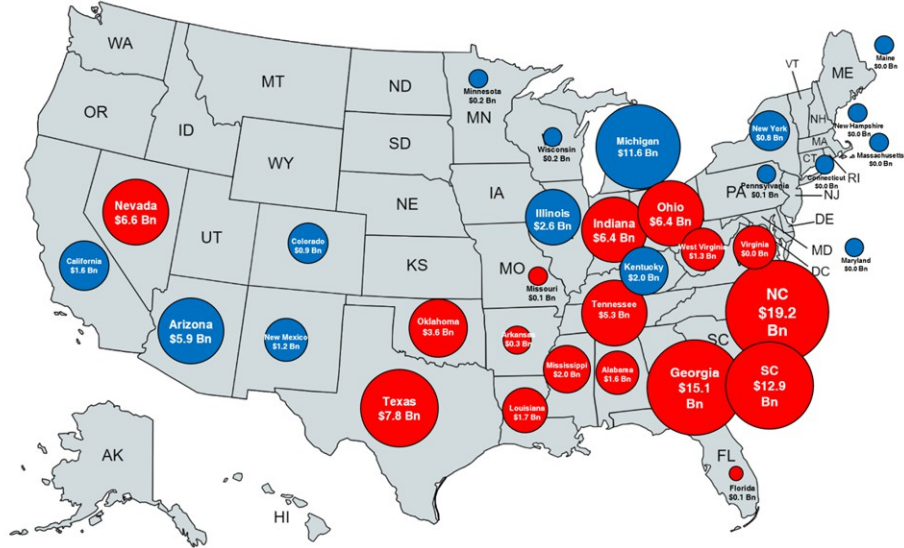 WA
OR
MT
ID
WY
ND
SD
NE
KS
UT
MN
IA
MO
PA
VT
ME
NH
MA
CT
RI
NJ
DE
MD
DC
SC
FL
AK
HI
Maine
$0.0 Bn
Minnesota
$0.2 Bn
Wisconsin
$0.2 Bn
Michigan
$11.6 Bn
New York
$0.8 Bn
New Hampshire
$0.0 Bn
Massachusetts
$0.0 Bn
Connecticut
$0.0 Bn
Pennsylvania
$0.1 Bn
Nevada
$6.6 Bn
Illinois
$2.6 Bn
Indiana
$6.4 Bn
Ohio
$6.4 Bn
California
$1.6 Bn
Colorado
$0.9 Bn
Kentucky
$2.0 Bn
West Virginia
$1.3 Bn
Virginia
$0.0 Bn
Maryland
$0.0 Bn
Missouri
$0.1 Bn
Arizona
$5.9 Bn
New Mexico
$1.2 Bn
Oklahoma
$3.6 Bn
Arkansas
$0.3 Bn
Tennessee
$5.3 Bn
NC
$19.2
Bn
Mississippi
$2.0 Bn
Alabama
$1.6 Bn
Georgia
$15.1
Bn
SC
$12.9
Bn
Texas
$7.8 Bn
Louisiana
$1.7 Bn
Florida
$0.1 Bn